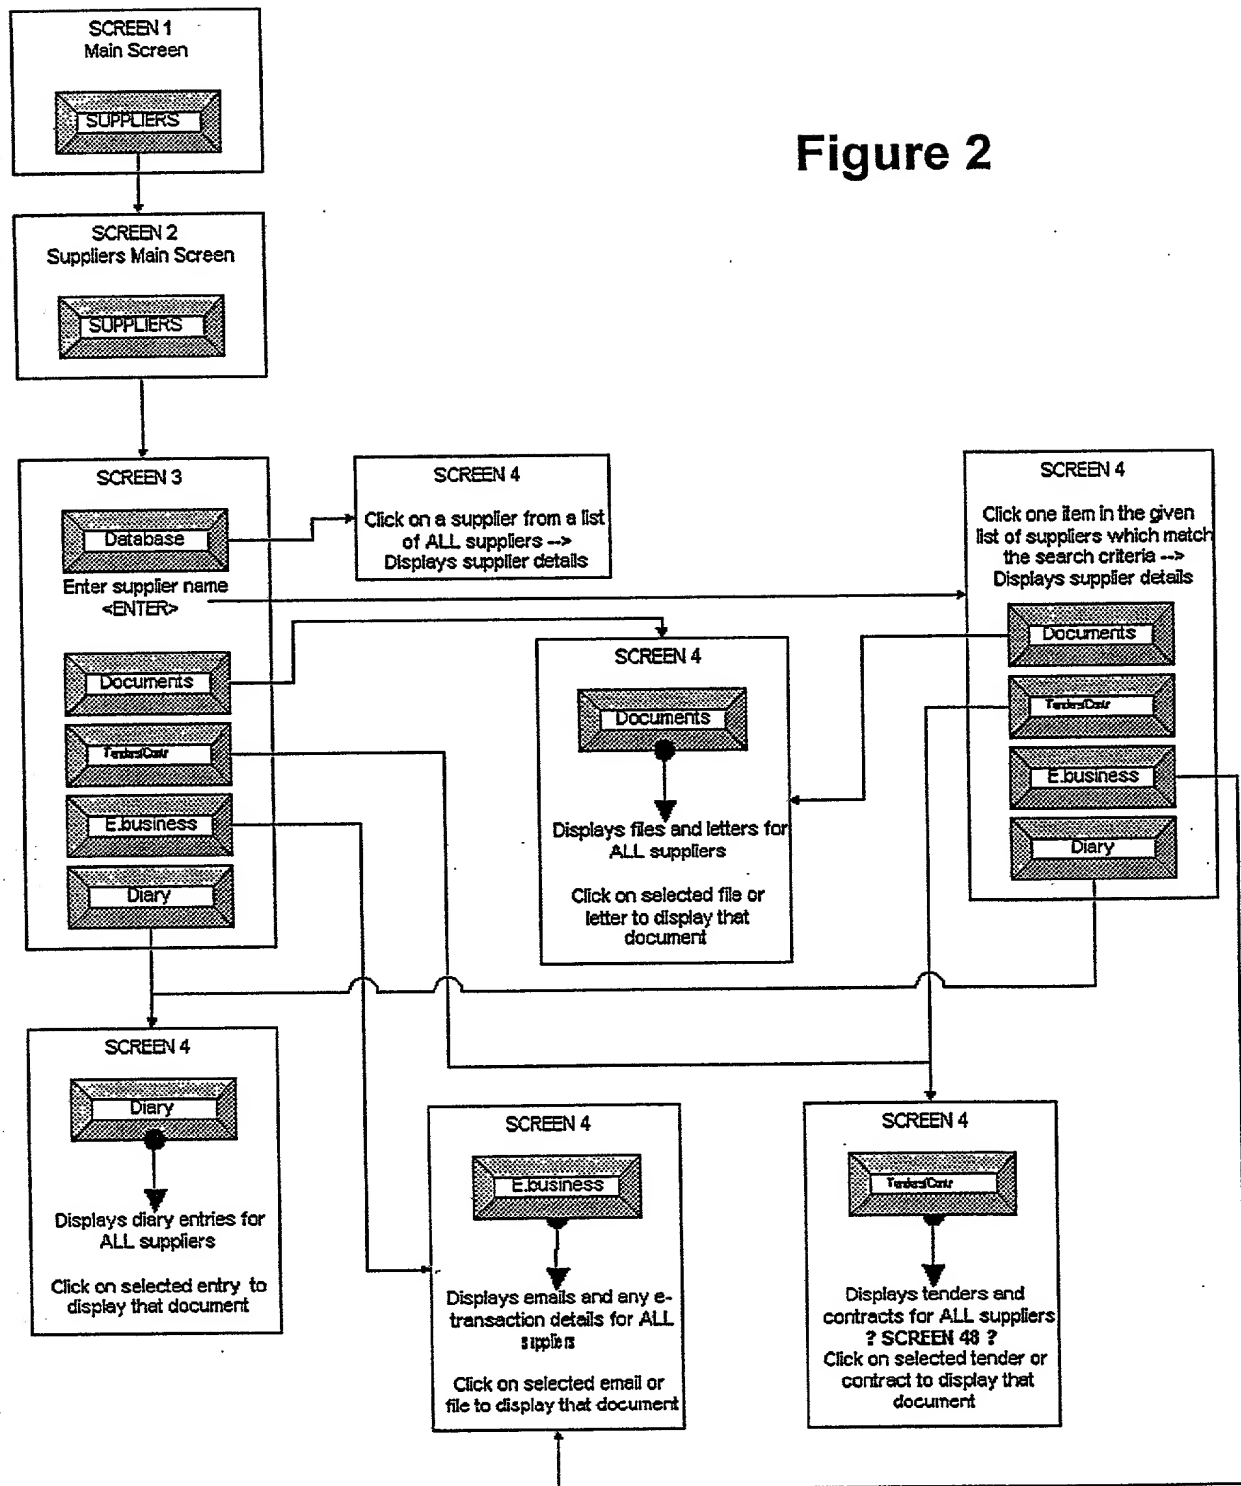 SCREEN 1
Main Screen
SUPPLIERS
Figure 2
SCREEN 2
Suppliers Main Screen
SUPPLIERS
SCREEN 3
Database
Enter supplier name
<ENTER>
Documents
Tenders/Contr
E.business
Diary
SCREEN 4
Click on a supplier from a list
of ALL suppliers -->
Displays supplier details
SCREEN 4
Click one item in the given
list of suppliers which match
the search criteria -->
Displays supplier details
Documents
Tenders/Contr
E.business
Diary
SCREEN 4
Documents
Displays files and letters for
ALL suppliers
Click on selected file or
letter to display that
document
SCREEN 4
Diary
Displays diary entries for
ALL suppliers
Click on selected entry to
display that document
SCREEN 4
E.business
Displays emails and any e-
transaction details for ALL
suppliers
Click on selected email or
file to display that document
SCREEN 4
Tenders/Contr
Displays tenders and
contracts for ALL suppliers
? SCREEN 48 ?
Click on selected tender or
contract to display that
document